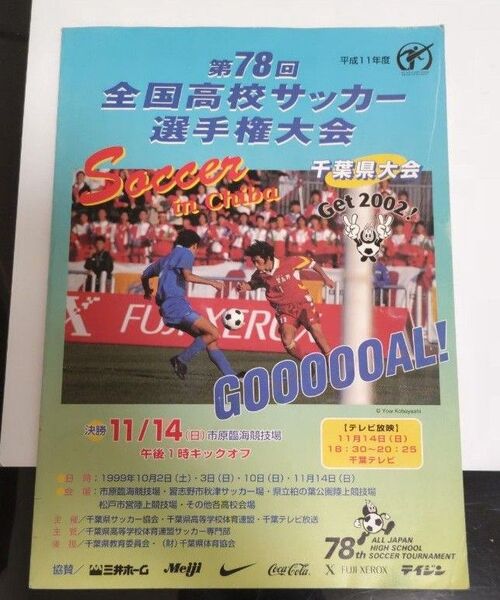 平成11年度
第78回
全国高校サッカー
選手権大会
Soccer
in Chiba
千葉県大会
Get 2002!
X FUJI XEROX
GOOOOOAL!
© Yow Kobayashi
決勝 11/14(日)市原臨海競技場
午後1時キックオフ
【テレビ放映】
11月14日(日)
18:30~20:25
千葉テレビ
日時:1999年10月2日(土)・3日(日)・10日(日)・11月14日(日)
会場:市原臨海競技場・習志野市秋津サッカー場・県立柏の葉公園陸上競技場
松戸市営陸上競技場・その他各高校会場
主催/千葉県サッカー協会・千葉県高等学校体育連盟・千葉テレビ放送
主管/千葉県高等学校体育連盟サッカー専門部
後援/千葉県教育委員会・(財)千葉県体育協会
78th ALL JAPAN
HIGH SCHOOL
SOCCER TOURNAMENT
協賛/ 三井ホーム Meiji Coca-Cola X FUJI XEROX テイジン